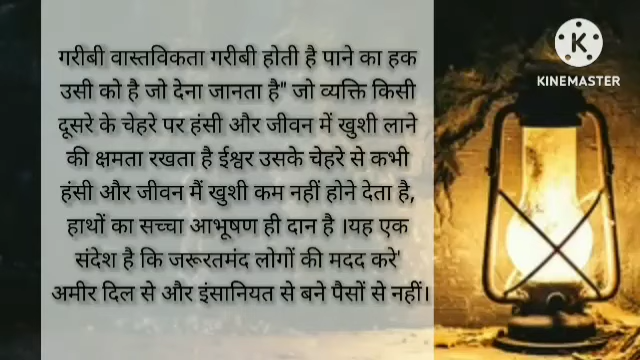 गरीबी वास्तविकता गरीबी होती है पाने का हक
उसी को है जो देना जानता है" जो व्यक्ति किसी
दूसरे के चेहरे पर हंसी और जीवन में खुशी लाने
की क्षमता रखता है ईश्वर उसके चेहरे से कभी
हंसी और जीवन मैं खुशी कम नहीं होने देता है,
हाथों का सच्चा आभूषण ही दान है ।यह एक
संदेश है कि जरूरतमंद लोगों की मदद करे'
अमीर दिल से और इंसानियत से बने पैसों से नहीं।
K
KINEMASTER